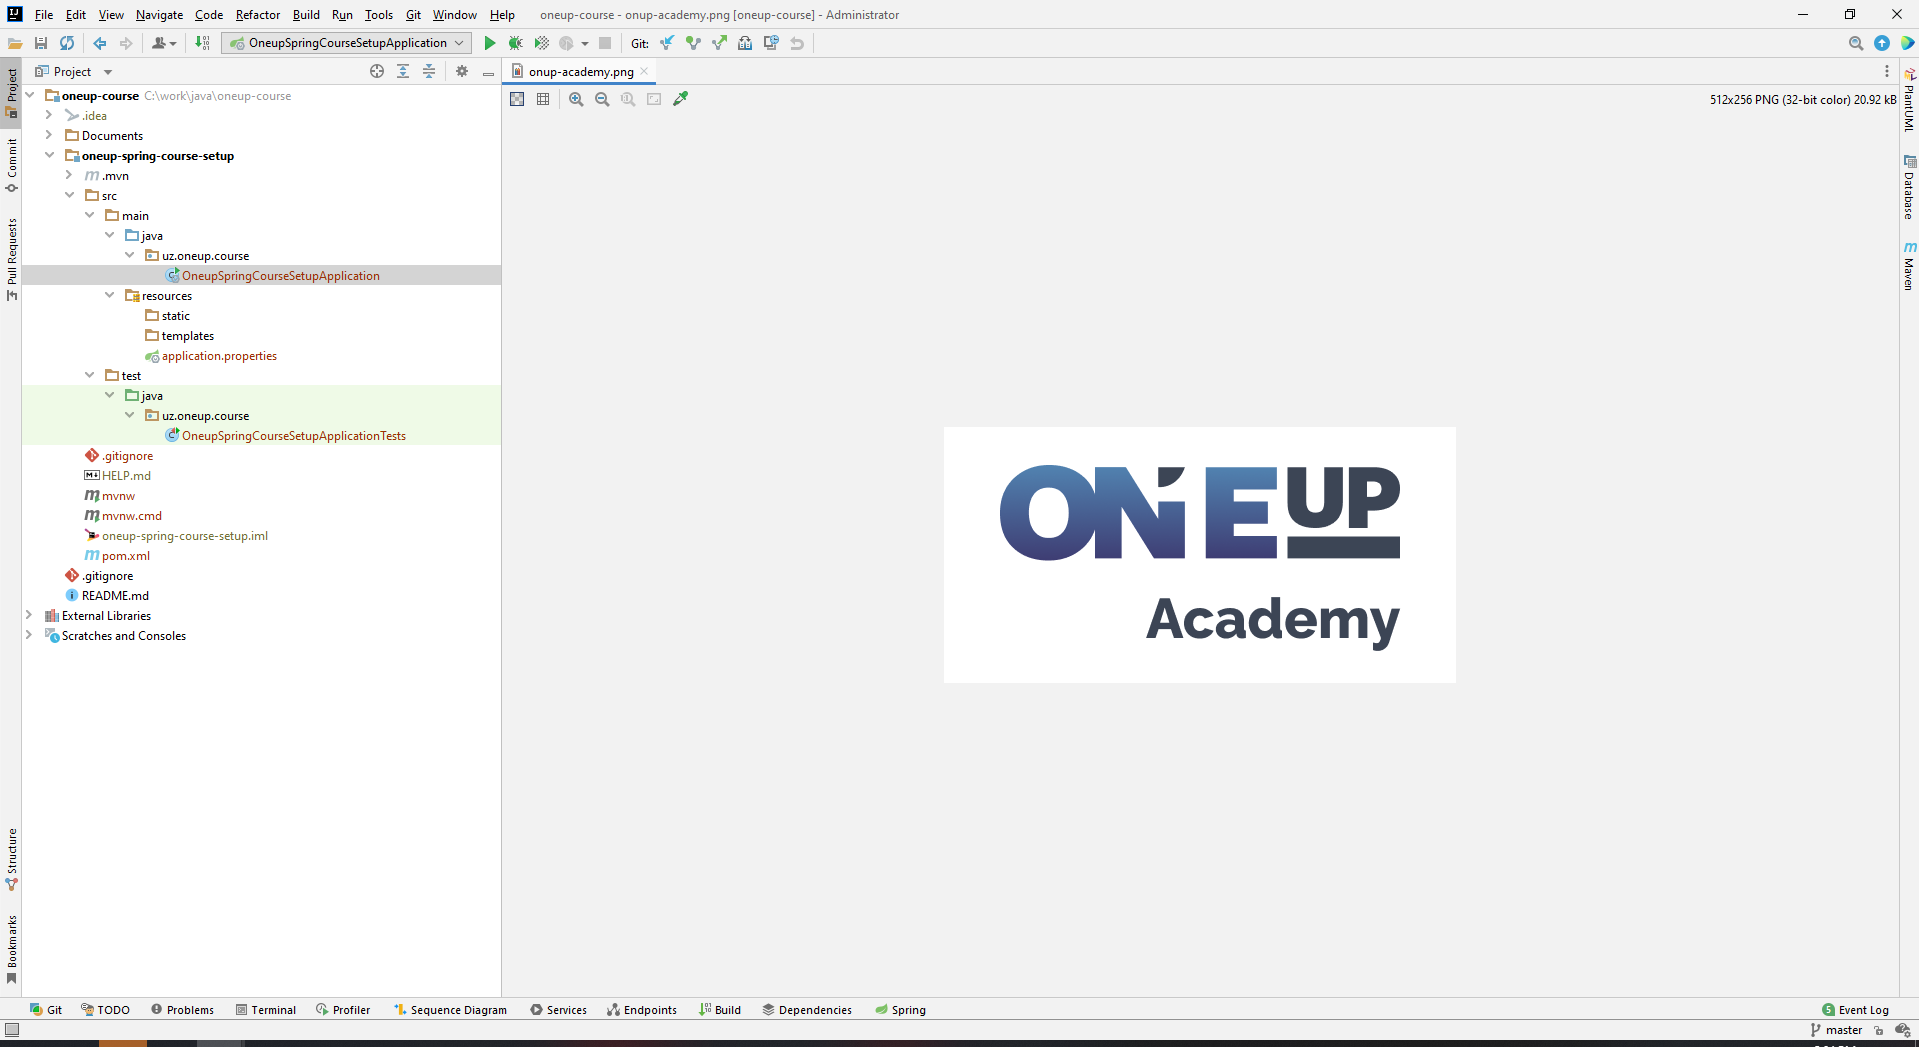 File Edit View Navigate Code Refactor Build Run Tools Git Window Help oneup-course - onup-academy.png [oneup-course] - Administrator
OneupSpringCourseSetupApplication Git:
Project
onup-academy.png
512x256 PNG (32-bit color) 20.92 kB
oneup-course C:\work\java\oneup-course
.idea
Documents
oneup-spring-course-setup
.mvn
src
main
java
uz.oneup.course
OneupSpringCourseSetupApplication
resources
static
templates
application.properties
test
java
uz.oneup.course
OneupSpringCourseSetupApplicationTests
.gitignore
HELP.md
mvnw
mvnw.cmd
oneup-spring-course-setup.iml
pom.xml
.gitignore
README.md
External Libraries
Scratches and Consoles
Project
Commit
Pull Requests
Structure
Bookmarks
ONEUP
Academy
PlantUML
Database
Maven
Git TODO Problems Terminal Profiler Sequence Diagram Services Endpoints Build Dependencies Spring 5 Event Log
master